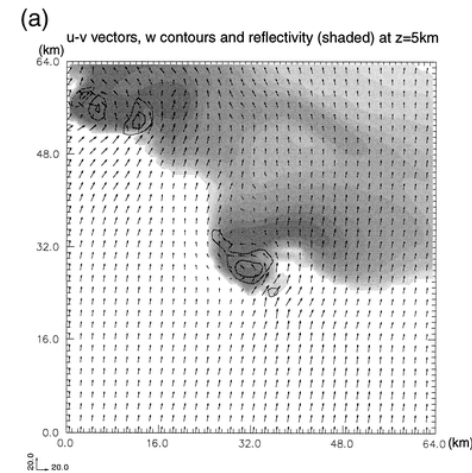 (a)
u-v vectors, w contours and reflectivity (shaded) at z=5km
(km)
64.0
48.0
32.0
16.0
0.0
0.0 16.0 32.0 48.0 64.0 (km)
20.0
20.0